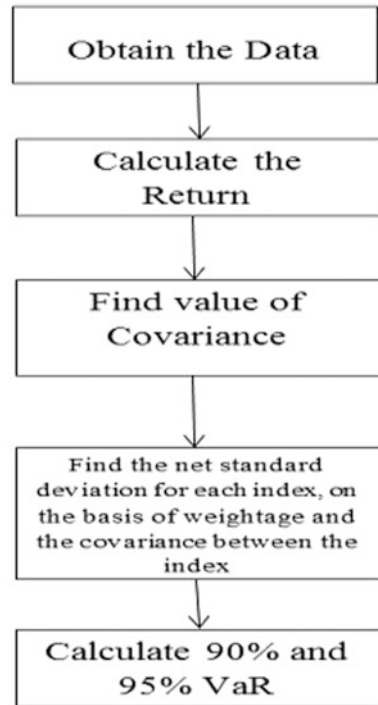 Obtain the Data
Calculate the
Return
Find value of
Covariance
Find the net standard
deviation for each index, on
the basis of weightage and
the covariance between the
index
Calculate 90% and
95% VaR